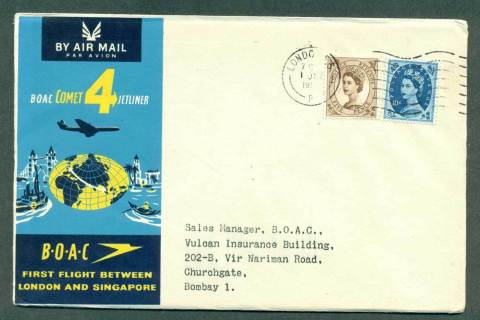 BY AIR MAIL
PAR AVION
BOAC COMET 4 JETLINER
B·O·A·C
FIRST FLIGHT BETWEEN
LONDON AND SINGAPORE
LONDO
Sales Manager, B.O.A.C.,
Vulcan Insurance Building,
202-B, Vir Nariman Road,
Churchgate,
Bombay 1.